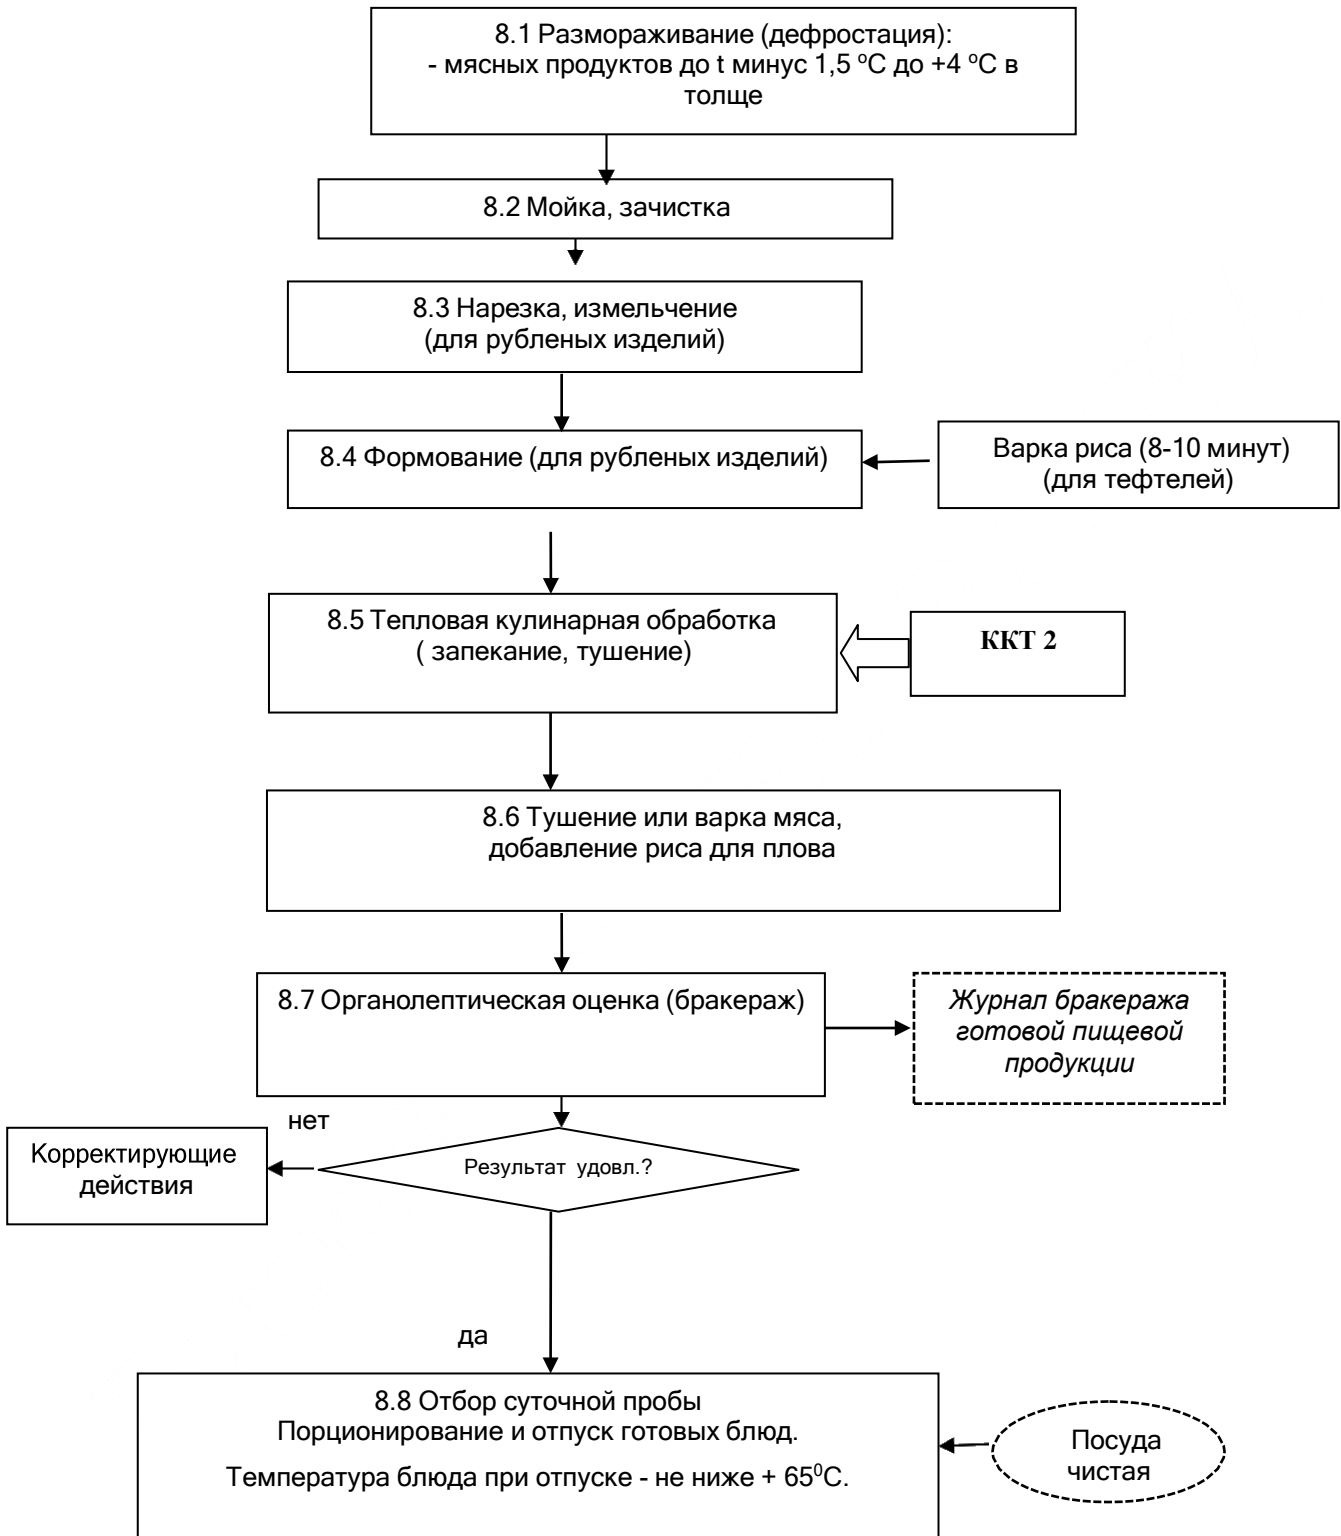 8.1 Размораживание (дефростация):
- мясных продуктов до t минус 1,5 ºС до +4 ºС в
толще
8.2 Мойка, зачистка
8.3 Нарезка, измельчение
(для рубленых изделий)
8.4 Формование (для рубленых изделий)
Варка риса (8-10 минут)
(для тефтелей)
8.5 Тепловая кулинарная обработка
( запекание, тушение)
ККТ 2
8.6 Тушение или варка мяса,
добавление риса для плова
8.7 Органолептическая оценка (бракераж)
Журнал бракеража
готовой пищевой
продукции
нет
Корректирующие
действия
Результат удовл.?
да
8.8 Отбор суточной пробы
Порционирование и отпуск готовых блюд.
Температура блюда при отпуске - не ниже + 65⁰С.
Посуда
чистая